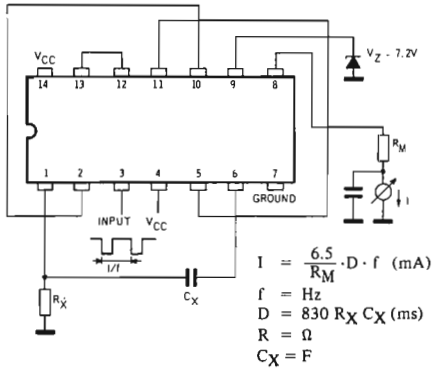 VCC
14 13 12 11 10 9 8
VZ - 7.2V
RM
I
1 2 3 4 5 6 7
INPUT
VCC
GROUND
1/f
RX
CX
I = 6.5/RM · D · f (mA)
f = Hz
D = 830 RX CX (ms)
R = Ω
CX = F